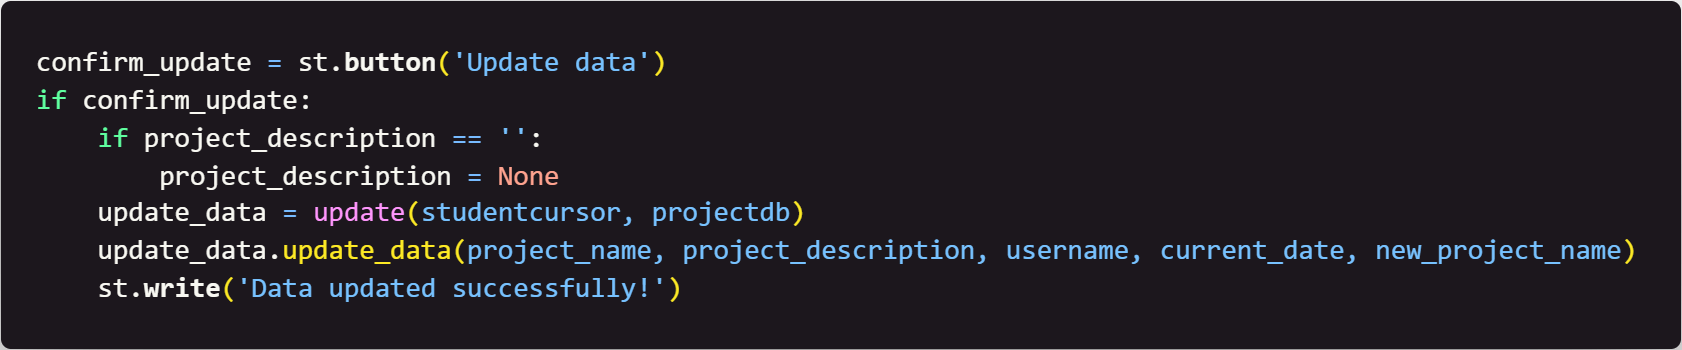 confirm_update = st.button('Update data')
if confirm_update:
    if project_description == '':
        project_description = None
    update_data = update(studentcursor, projectdb)
    update_data.update_data(project_name, project_description, username, current_date, new_project_name)
    st.write('Data updated successfully!')